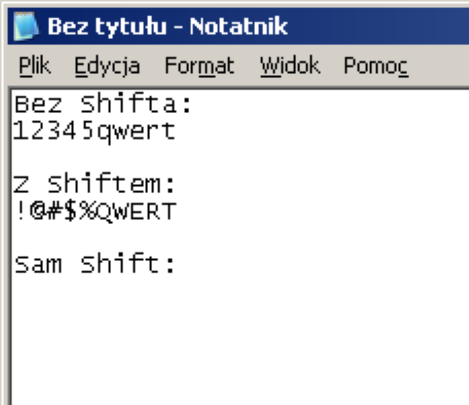 Bez tytułu - Notatnik
Plik Edycja Format Widok Pomoc
Bez Shifta:
12345qwert
Z Shiftem:
!@#$%QWERT
Sam Shift: